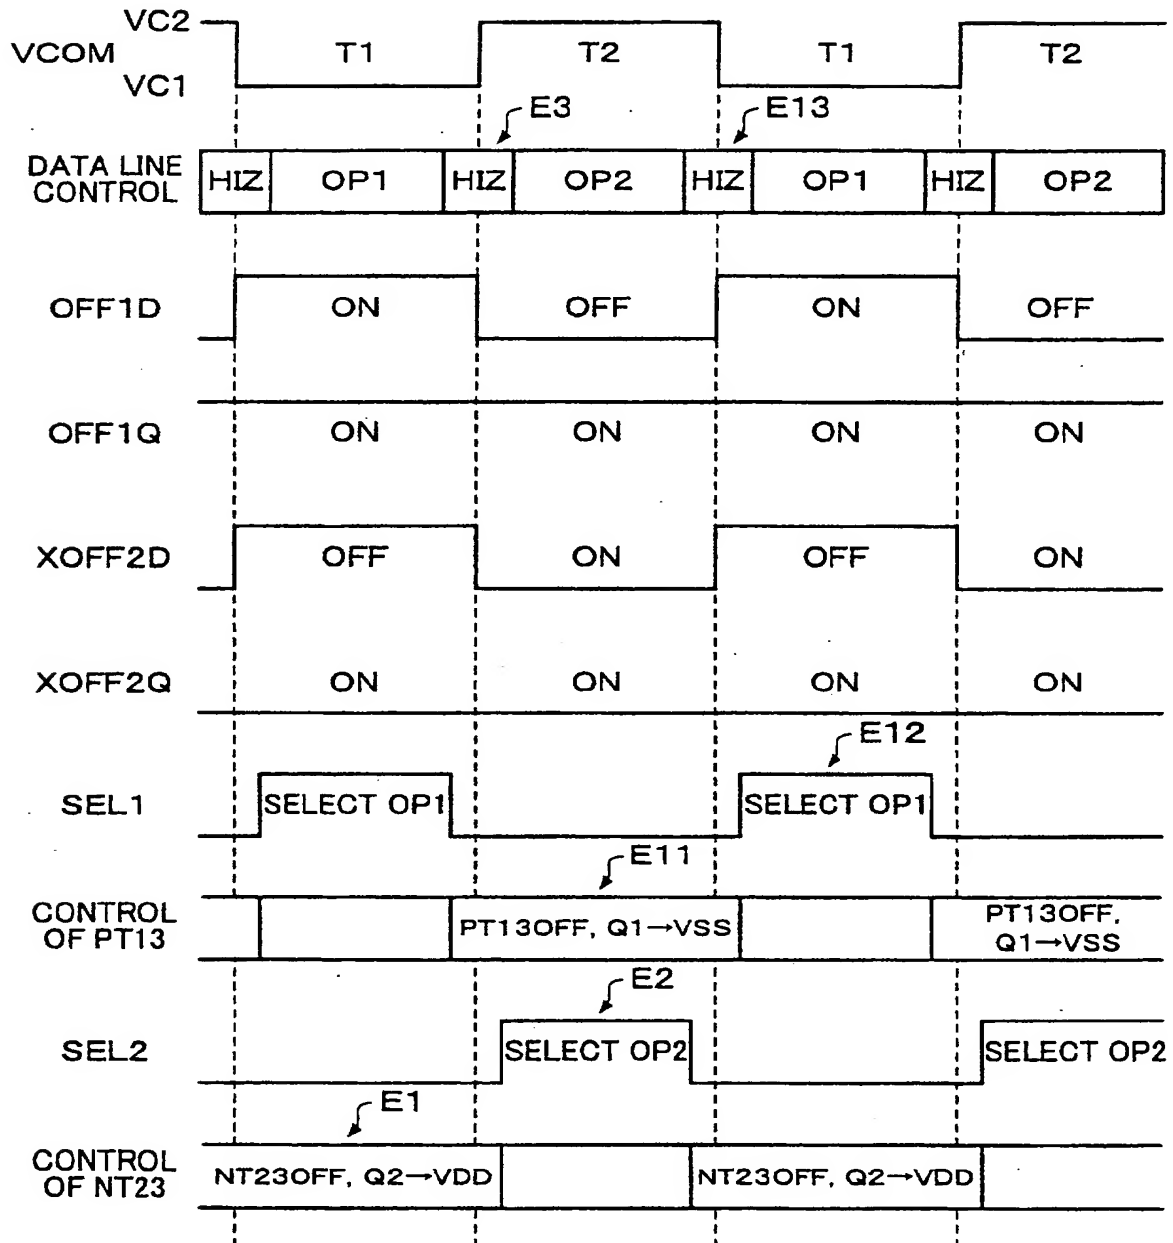 VC2
VCOM T1 T2 T1 T2
VC1
E3 E13
DATA LINE
CONTROL
HIZ OP1 HIZ OP2 HIZ OP1 HIZ OP2
OFF1D ON OFF ON OFF
OFF1Q ON ON ON ON
XOFF2D OFF ON OFF ON
XOFF2Q ON ON ON ON
E12
SEL1 SELECT OP1 SELECT OP1
E11
CONTROL
OF PT13
PT13OFF, Q1→VSS
PT13OFF,
Q1→VSS
E2
SEL2 SELECT OP2 SELECT OP2
E1
CONTROL
OF NT23
NT23OFF, Q2→VDD NT23OFF, Q2→VDD